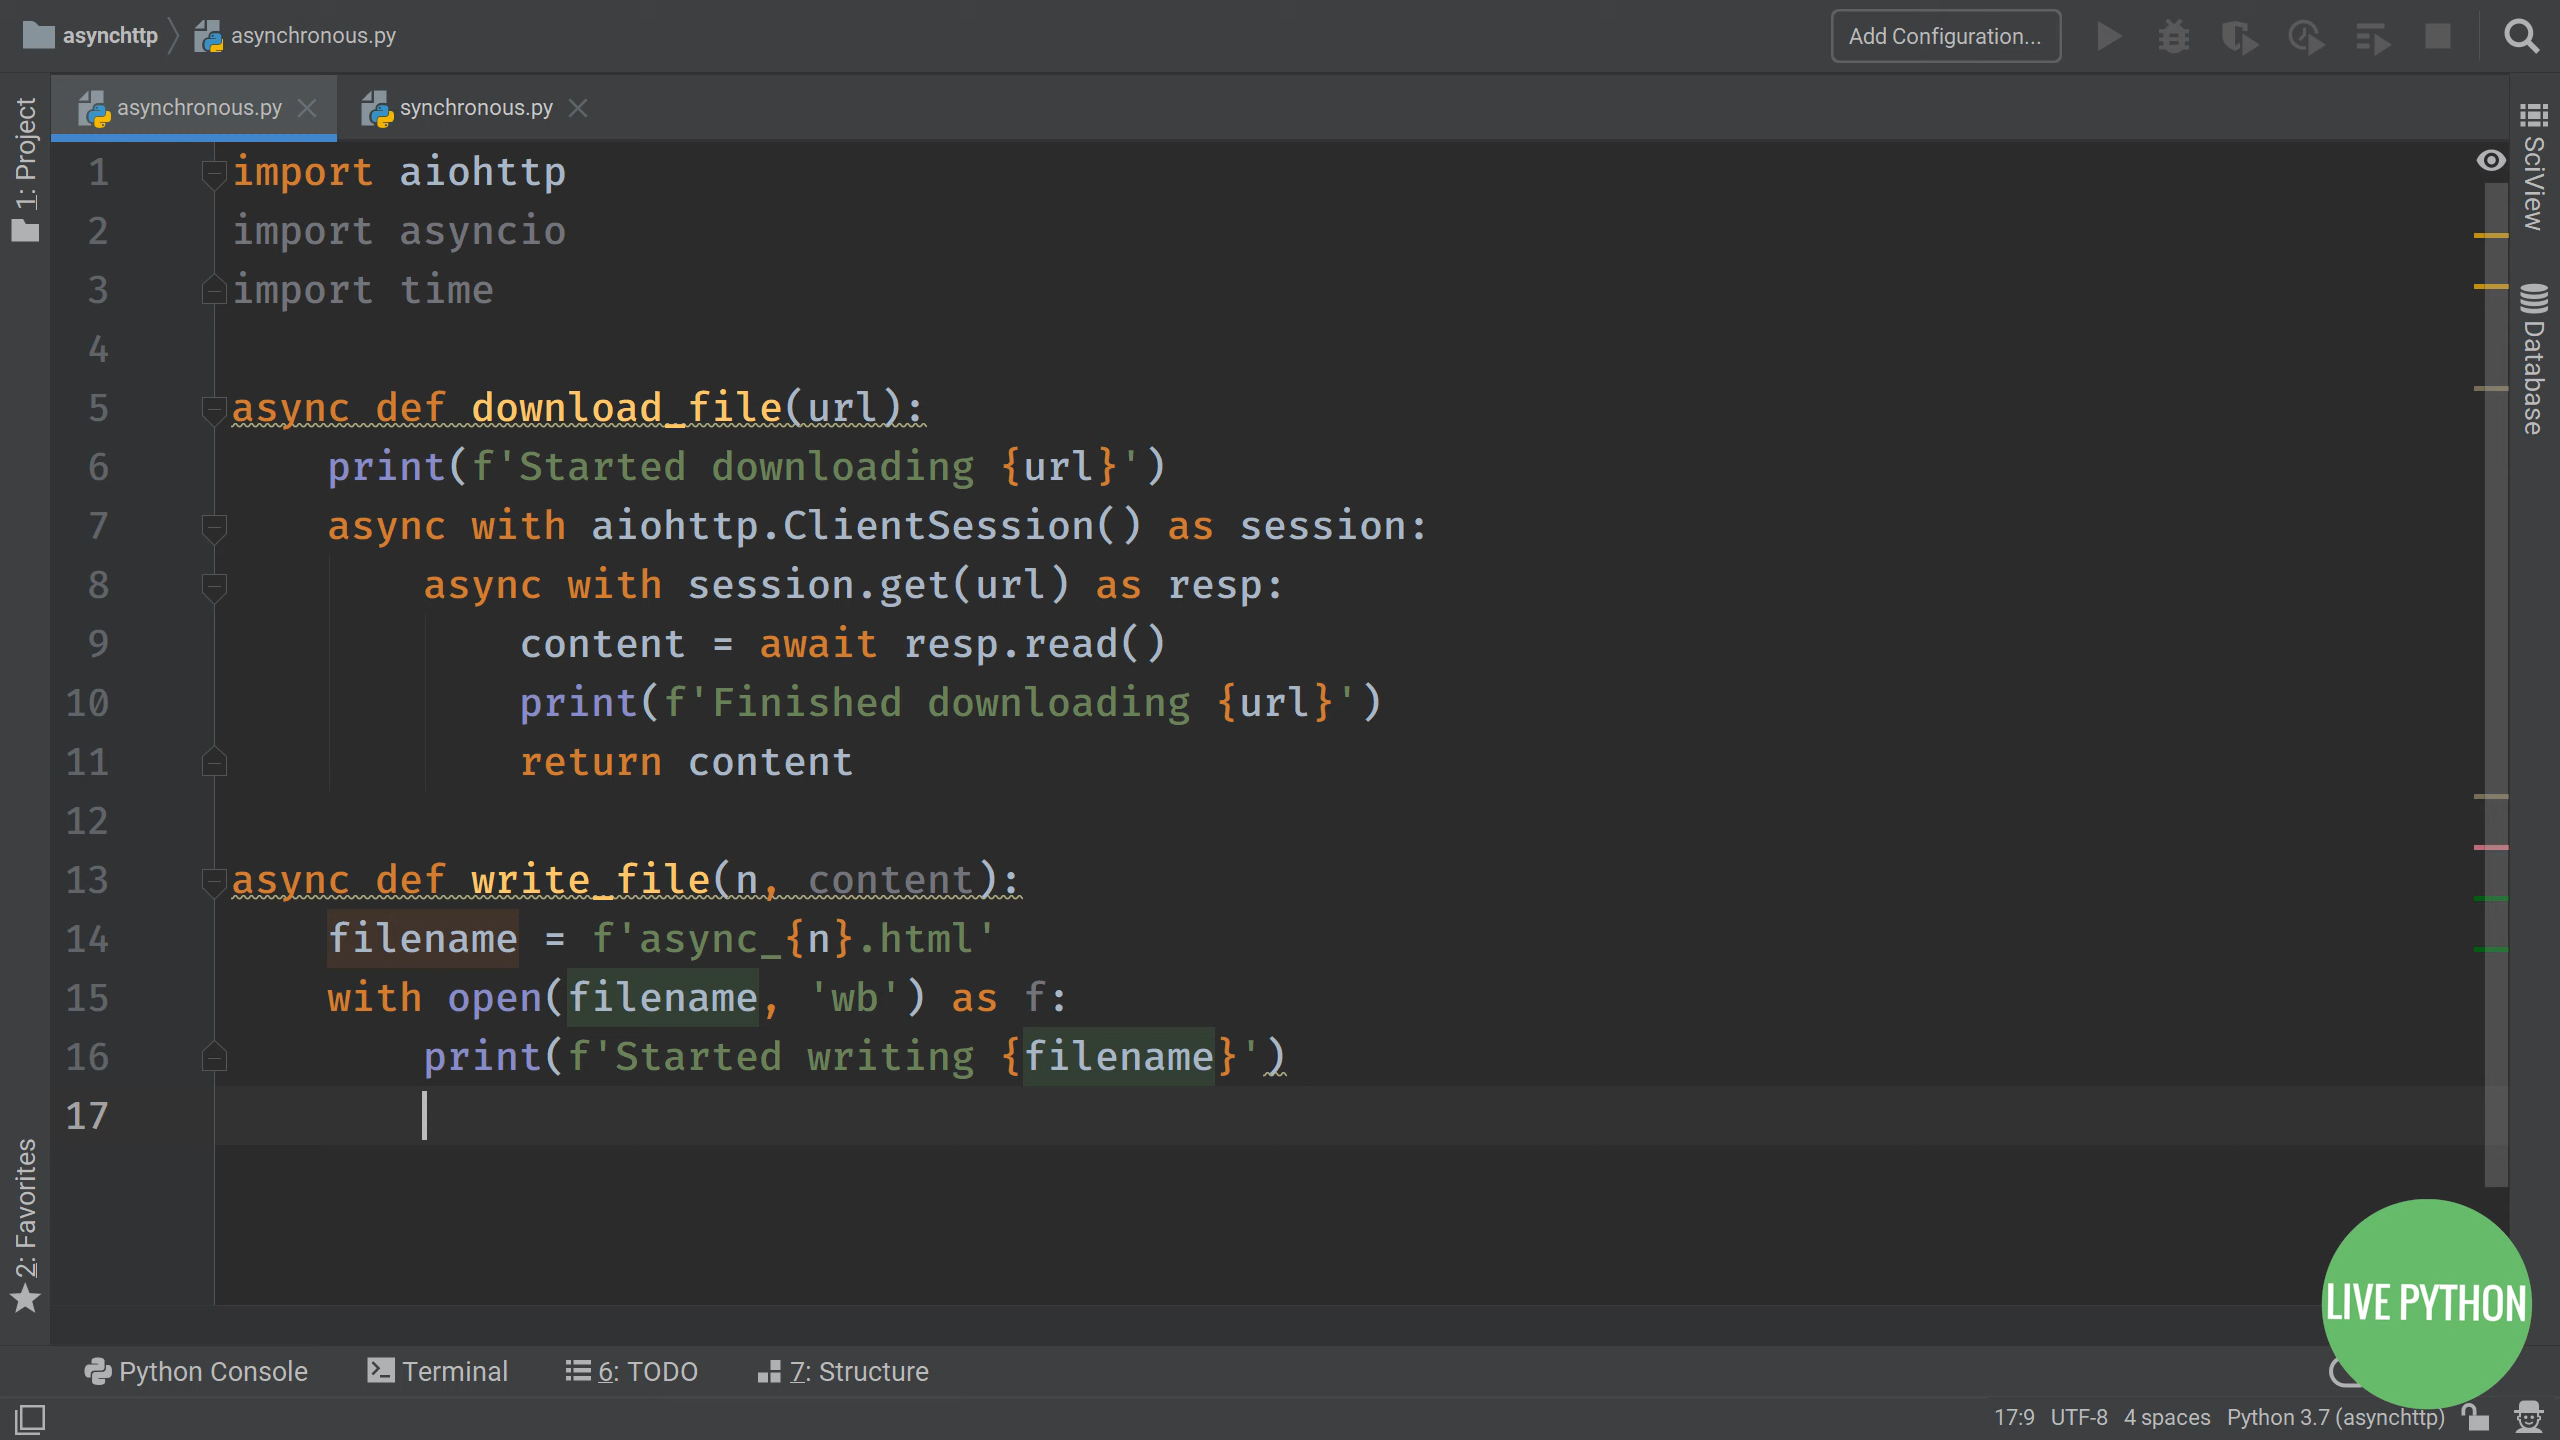 asynchttp asynchronous.py Add Configuration...
asynchronous.py synchronous.py
1: Project
SciView
Database
2: Favorites
1 import aiohttp
2 import asyncio
3 import time
4
5 async def download_file(url):
6     print(f'Started downloading {url}')
7     async with aiohttp.ClientSession() as session:
8         async with session.get(url) as resp:
9             content = await resp.read()
10             print(f'Finished downloading {url}')
11             return content
12
13 async def write_file(n, content):
14     filename = f'async_{n}.html'
15     with open(filename, 'wb') as f:
16         print(f'Started writing {filename}')
17
LIVE PYTHON
Python Console Terminal 6: TODO 7: Structure
17:9 UTF-8 4 spaces Python 3.7 (asynchttp)